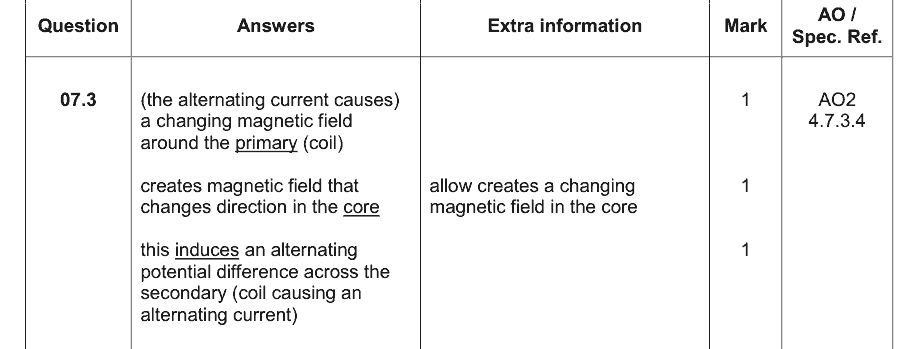 Question Answers Extra information Mark AO /
Spec. Ref.
07.3 (the alternating current causes) 1 AO2
a changing magnetic field 4.7.3.4
around the primary (coil)
creates magnetic field that allow creates a changing 1
changes direction in the core magnetic field in the core
this induces an alternating 1
potential difference across the
secondary (coil causing an
alternating current)